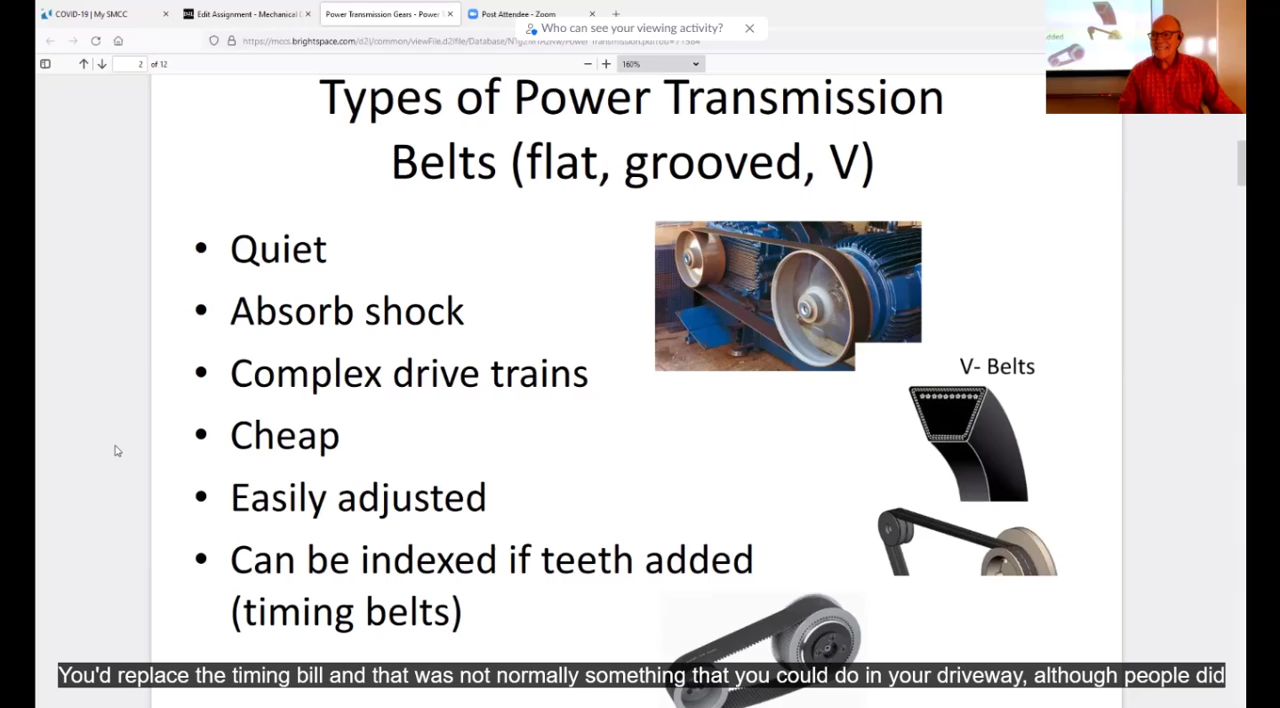 COVID-19 | My SMCC
Edit Assignment - Mechanical
Power Transmission Gears - Power
Post Attendee - Zoom
Who can see your viewing activity?
2 of 12
160%
Types of Power Transmission
Belts (flat, grooved, V)
• Quiet
• Absorb shock
• Complex drive trains
• Cheap
• Easily adjusted
• Can be indexed if teeth added
(timing belts)
V- Belts
You'd replace the timing bill and that was not normally something that you could do in your driveway, although people did